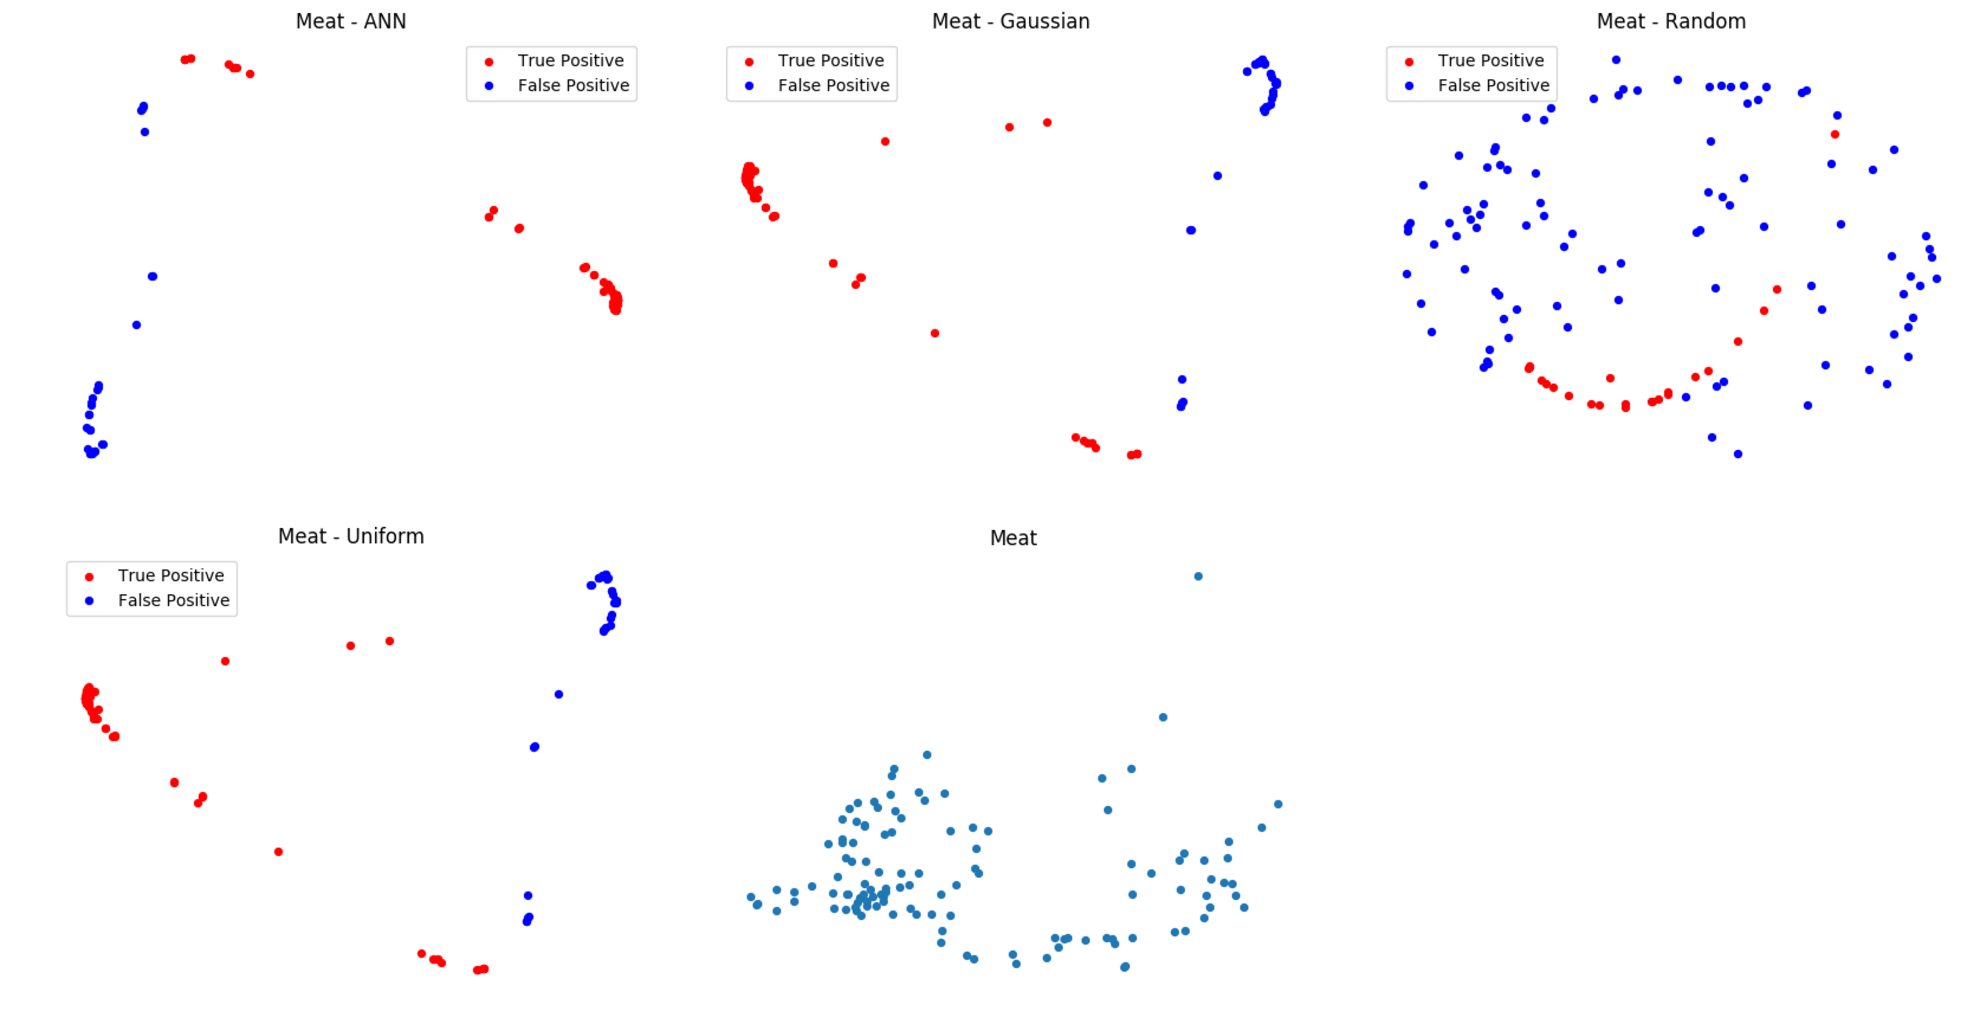 Meat - ANN
True Positive
False Positive
Meat - Gaussian
True Positive
False Positive
Meat - Random
True Positive
False Positive
Meat - Uniform
True Positive
False Positive
Meat